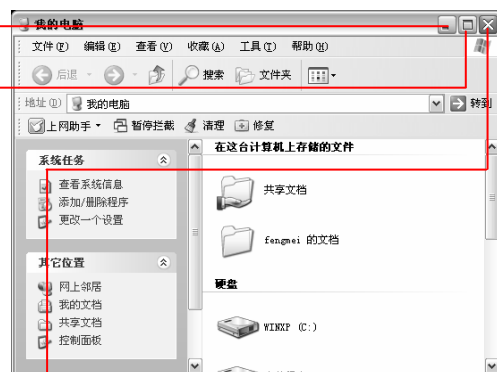 我的电脑
文件(F) 编辑(E) 查看(V) 收藏(A) 工具(T) 帮助(H)
后退 搜索 文件夹
地址(D) 我的电脑 转到
上网助手 暂停拦截 清理 修复
系统任务
查看系统信息
添加/删除程序
更改一个设置
其它位置
网上邻居
我的文档
共享文档
控制面板
在这台计算机上存储的文件
共享文档
fengmei 的文档
硬盘
WINXP (C:)